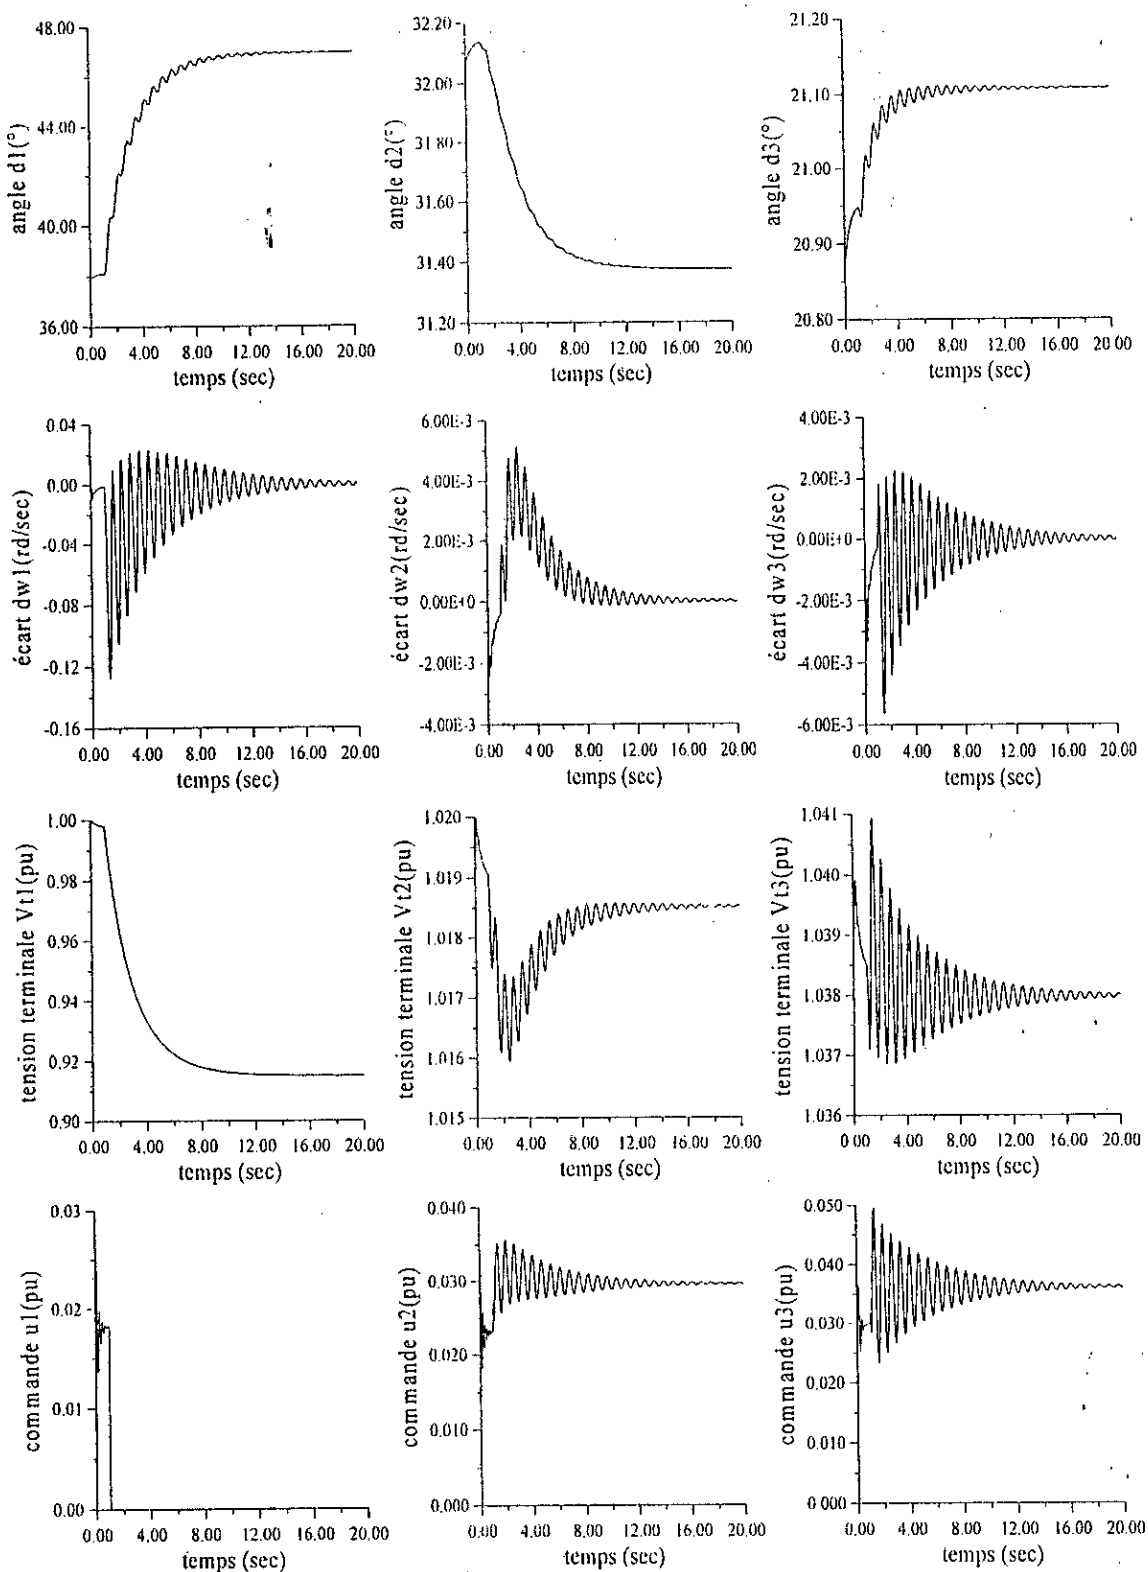 48.00
44.00
40.00
36.00
angle d1(°)
0.00 4.00 8.00 12.00 16.00 20.00
temps (sec)
32.20
32.00
31.80
31.60
31.40
31.20
angle d2(°)
0.00 4.00 8.00 12.00 16.00 20.00
temps (sec)
21.20
21.10
21.00
20.90
20.80
angle d3(°)
0.00 4.00 8.00 12.00 16.00 20.00
temps (sec)
0.04
0.00
-0.04
-0.08
-0.12
-0.16
écart dw1(rd/sec)
0.00 4.00 8.00 12.00 16.00 20.00
temps (sec)
6.00E-3
4.00E-3
2.00E-3
0.00E+0
-2.00E-3
-4.00E-3
écart dw2(rd/sec)
0.00 4.00 8.00 12.00 16.00 20.00
temps (sec)
4.00E-3
2.00E-3
0.00E+0
-2.00E-3
-4.00E-3
-6.00E-3
écart dw3(rd/sec)
0.00 4.00 8.00 12.00 16.00 20.00
temps (sec)
1.00
0.98
0.96
0.94
0.92
0.90
tension terminale Vt1(pu)
0.00 4.00 8.00 12.00 16.00 20.00
temps (sec)
1.020
1.019
1.018
1.017
1.016
1.015
tension terminale Vt2(pu)
0.00 4.00 8.00 12.00 16.00 20.00
temps (sec)
1.041
1.040
1.039
1.038
1.037
1.036
tension terminale Vt3(pu)
0.00 4.00 8.00 12.00 16.00 20.00
temps (sec)
0.03
0.02
0.01
0.00
commande u1(pu)
0.00 4.00 8.00 12.00 16.00 20.00
temps (sec)
0.040
0.030
0.020
0.010
0.000
commande u2(pu)
0.00 4.00 8.00 12.00 16.00 20.00
temps (sec)
0.050
0.040
0.030
0.020
0.010
0.000
commande u3(pu)
0.00 4.00 8.00 12.00 16.00 20.00
temps (sec)